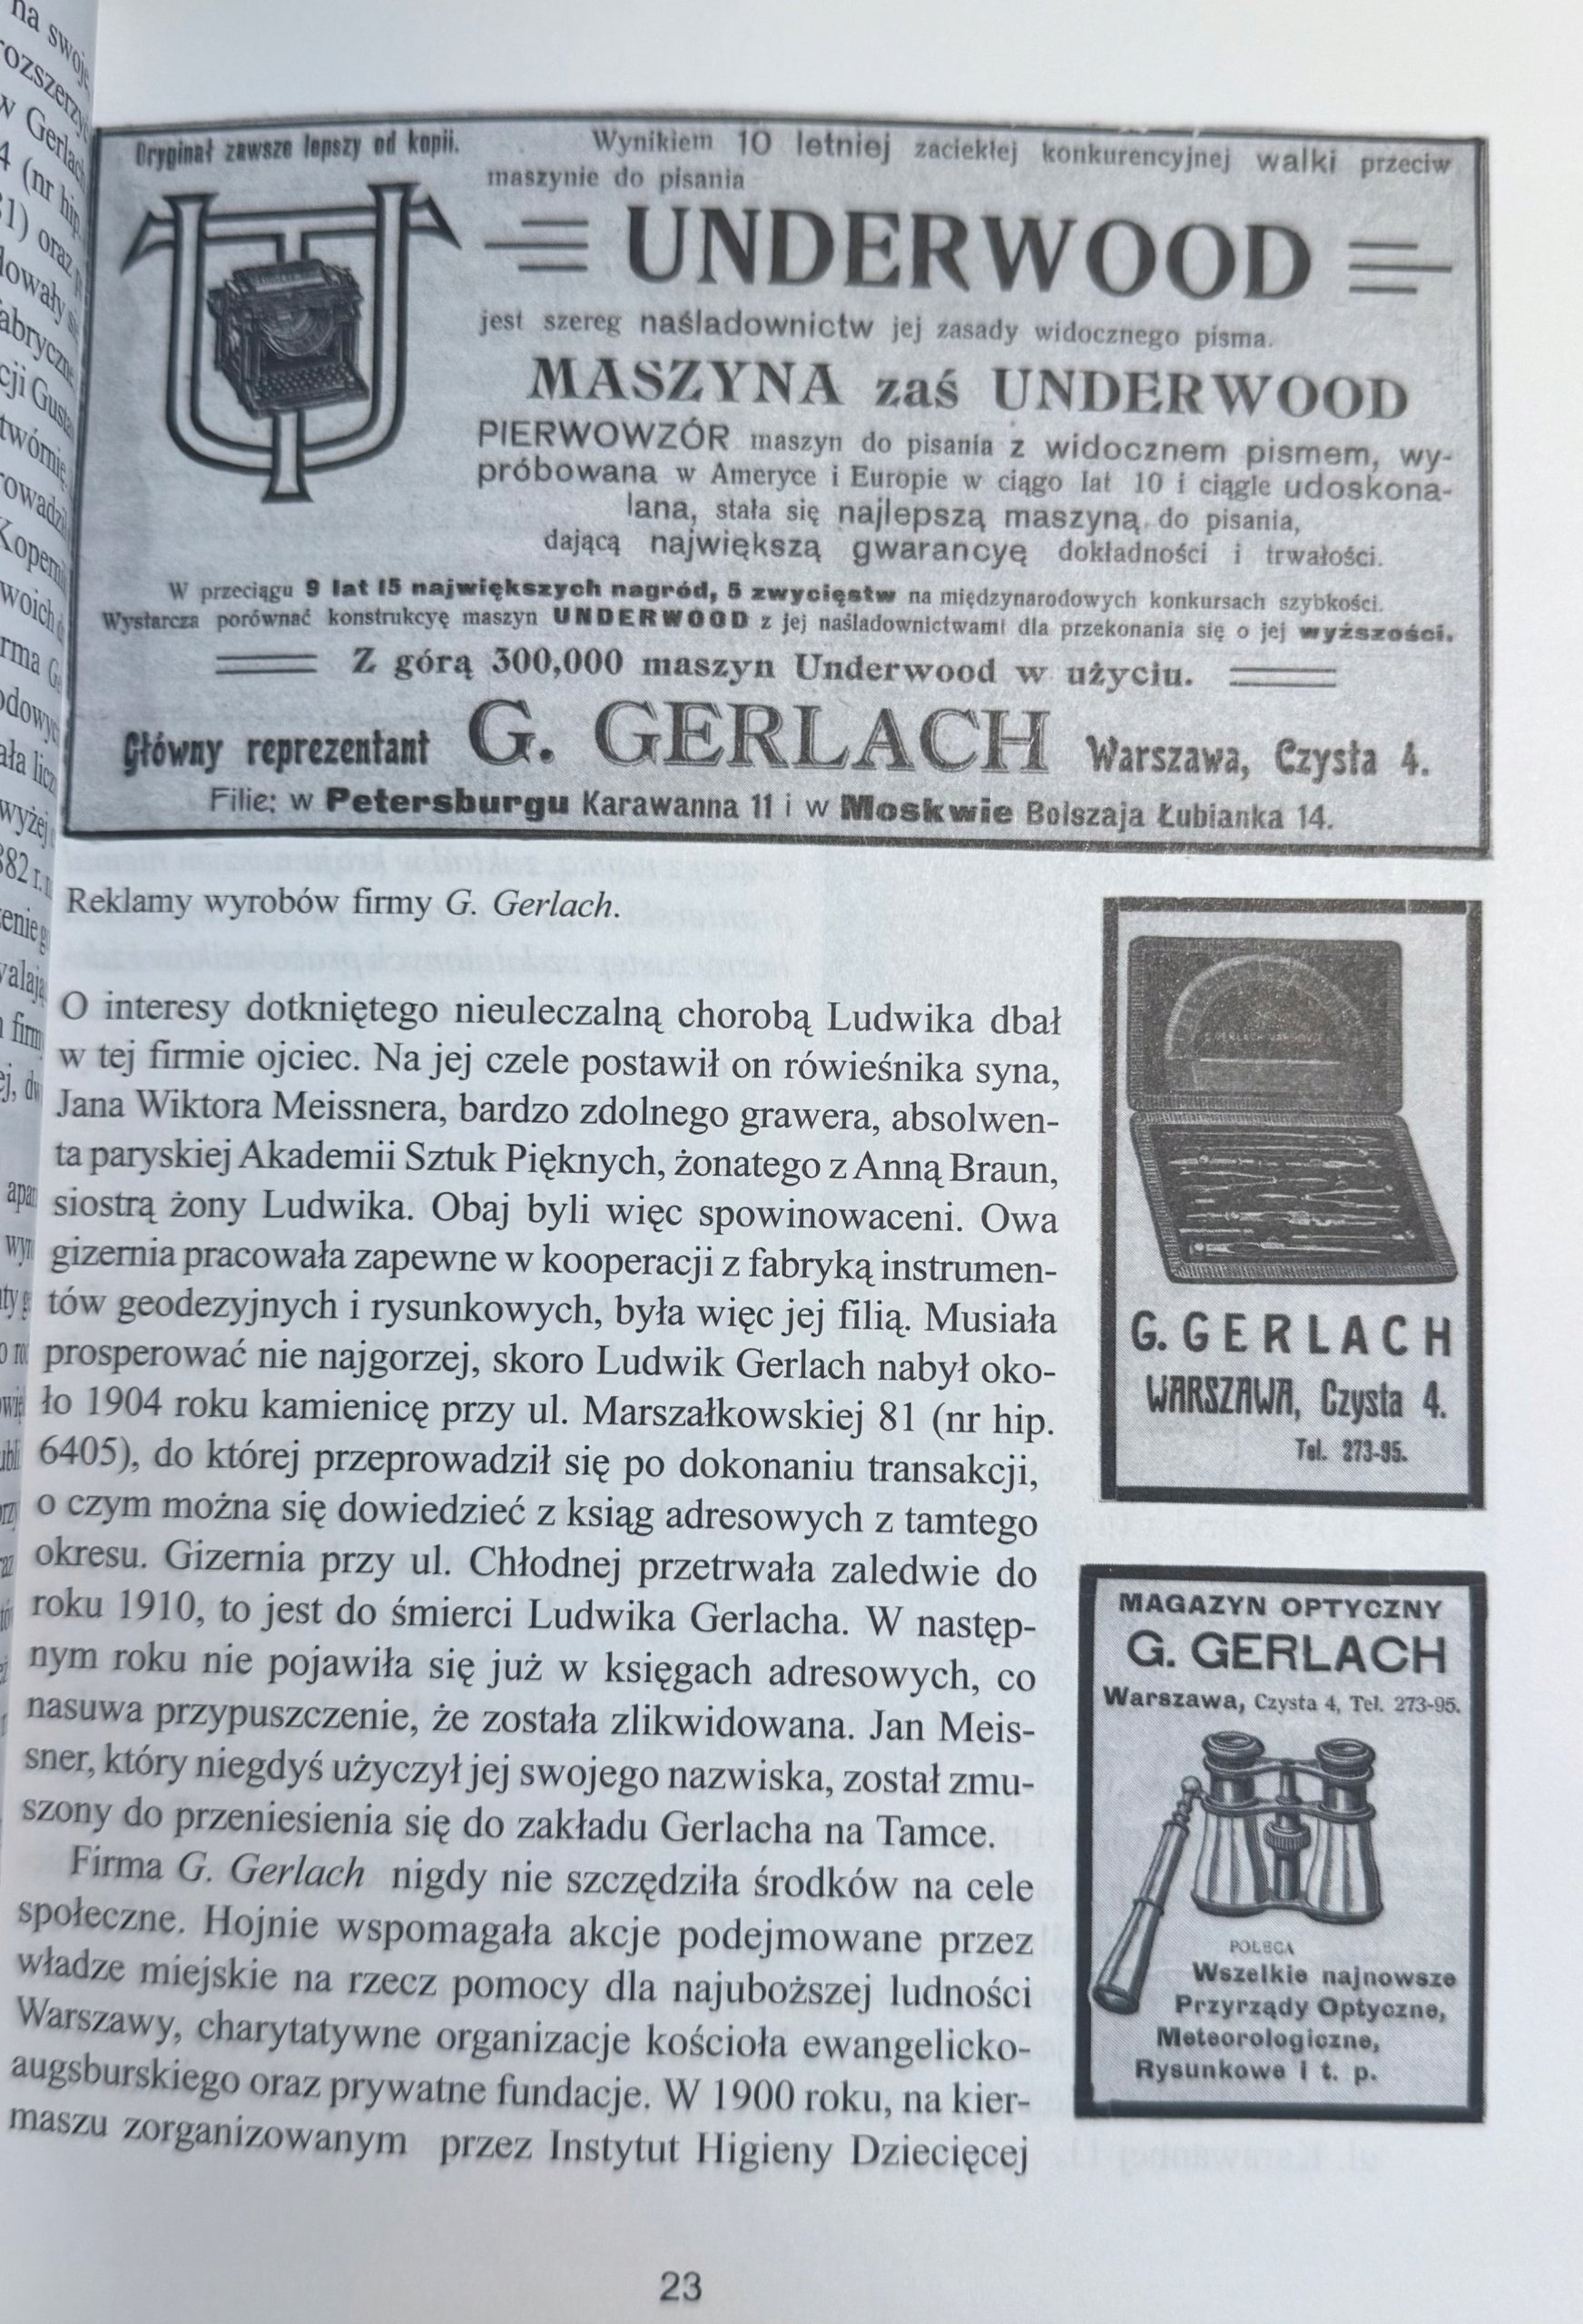 na swoje
w Gerlach
4 (nr hip.
Oryginał zawsze lepszy od kopii.
Wynikiem 10 letniej zaciekłej konkurencyjnej walki przeciw
maszynie do pisania
UNDERWOOD
jest szereg naśladownictw jej zasady widocznego pisma.
MASZYNA zaś UNDERWOOD
PIERWOWZÓR maszyn do pisania z widocznem pismem, wy-
próbowana w Ameryce i Europie w ciągo lat 10 i ciągle udoskona-
lana, stała się najlepszą maszyną do pisania,
dającą największą gwarancyę dokładności i trwałości.
W przeciągu 9 lat 15 największych nagród, 5 zwycięstw na międzynarodowych konkursach szybkości.
Wystarcza porównać konstrukcyę maszyn UNDERWOOD z jej naśladownictwami dla przekonania się o jej wyższości.
Z górą 300,000 maszyn Underwood w użyciu.
Główny reprezentant G. GERLACH Warszawa, Czysta 4.
Filie: w Petersburgu Karawanna 11 i w Moskwie Bolszaja Łubianka 14.
Reklamy wyrobów firmy G. Gerlach.
O interesy dotkniętego nieuleczalną chorobą Ludwika dbał
w tej firmie ojciec. Na jej czele postawił on rówieśnika syna,
Jana Wiktora Meissnera, bardzo zdolnego grawera, absolwen-
ta paryskiej Akademii Sztuk Pięknych, żonatego z Anną Braun,
siostrą żony Ludwika. Obaj byli więc spowinowaceni. Owa
gizernia pracowała zapewne w kooperacji z fabryką instrumen-
tów geodezyjnych i rysunkowych, była więc jej filią. Musiała
prosperować nie najgorzej, skoro Ludwik Gerlach nabył oko-
ło 1904 roku kamienicę przy ul. Marszałkowskiej 81 (nr hip.
6405), do której przeprowadził się po dokonaniu transakcji,
o czym można się dowiedzieć z ksiąg adresowych z tamtego
okresu. Gizernia przy ul. Chłodnej przetrwała zaledwie do
roku 1910, to jest do śmierci Ludwika Gerlacha. W następ-
nym roku nie pojawiła się już w księgach adresowych, co
nasuwa przypuszczenie, że została zlikwidowana. Jan Meis-
sner, który niegdyś użyczył jej swojego nazwiska, został zmu-
szony do przeniesienia się do zakładu Gerlacha na Tamce.
Firma G. Gerlach nigdy nie szczędziła środków na cele
społeczne. Hojnie wspomagała akcje podejmowane przez
władze miejskie na rzecz pomocy dla najuboższej ludności
Warszawy, charytatywne organizacje kościoła ewangelicko-
augsburskiego oraz prywatne fundacje. W 1900 roku, na kier-
maszu zorganizowanym przez Instytut Higieny Dziecięcej
G. GERLACH
WARSZAWA, Czysta 4.
Tel. 273-95.
MAGAZYN OPTYCZNY
G. GERLACH
Warszawa, Czysta 4, Tel. 273-95.
POLECA
Wszelkie najnowsze
Przyrządy Optyczne,
Meteorologiczne,
Rysunkowe i t. p.
23